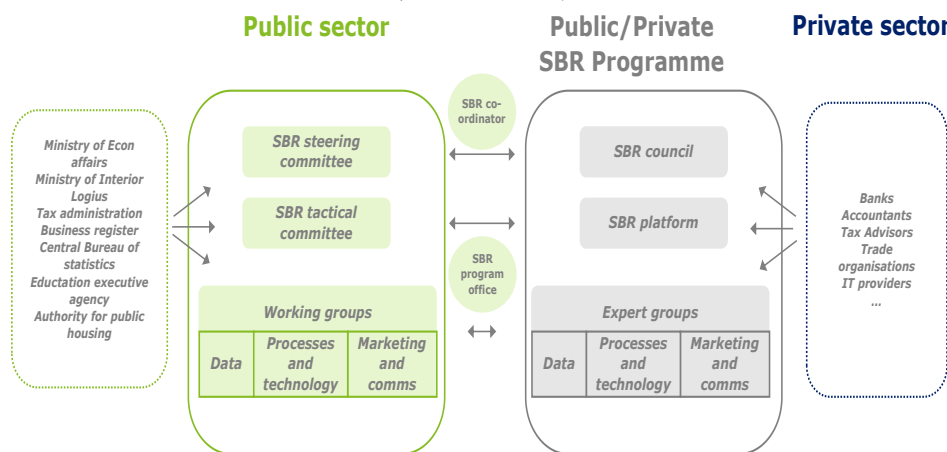 Public sector
Public/Private
SBR Programme
Private sector
Ministry of Econ
affairs
Ministry of Interior
Logius
Tax administration
Business register
Central Bureau of
statistics
Eductation executive
agency
Authority for public
housing
SBR steering
committee
SBR tactical
committee
Working groups
Data
Processes
and
technology
Marketing
and
comms
SBR co-
ordinator
SBR
program
office
SBR council
SBR platform
Expert groups
Data
Processes
and
technology
Marketing
and
comms
Banks
Accountants
Tax Advisors
Trade
organisations
IT providers
...